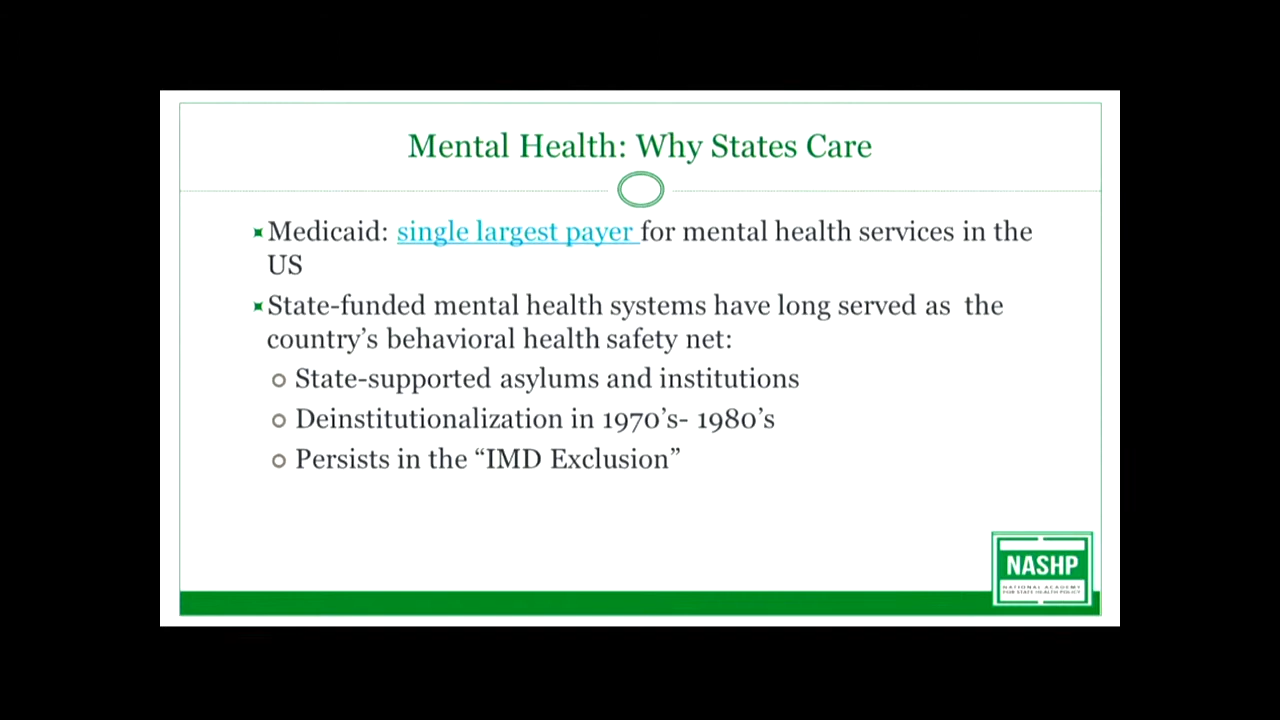 Mental Health: Why States Care
Medicaid: single largest payer for mental health services in the
US
State-funded mental health systems have long served as  the
country’s behavioral health safety net:
State-supported asylums and institutions
Deinstitutionalization in 1970’s- 1980’s
Persists in the “IMD Exclusion”
NASHP
NATIONAL ACADEMY
FOR STATE HEALTH POLICY